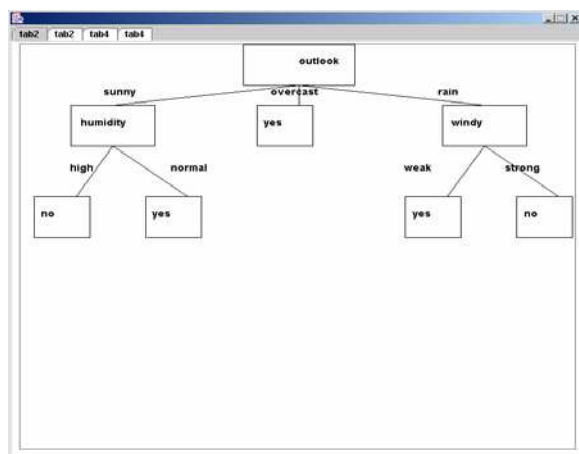 tab2 tab2 tab4 tab4
outlook
sunny overcast rain
humidity yes windy
high normal weak strong
no yes yes no